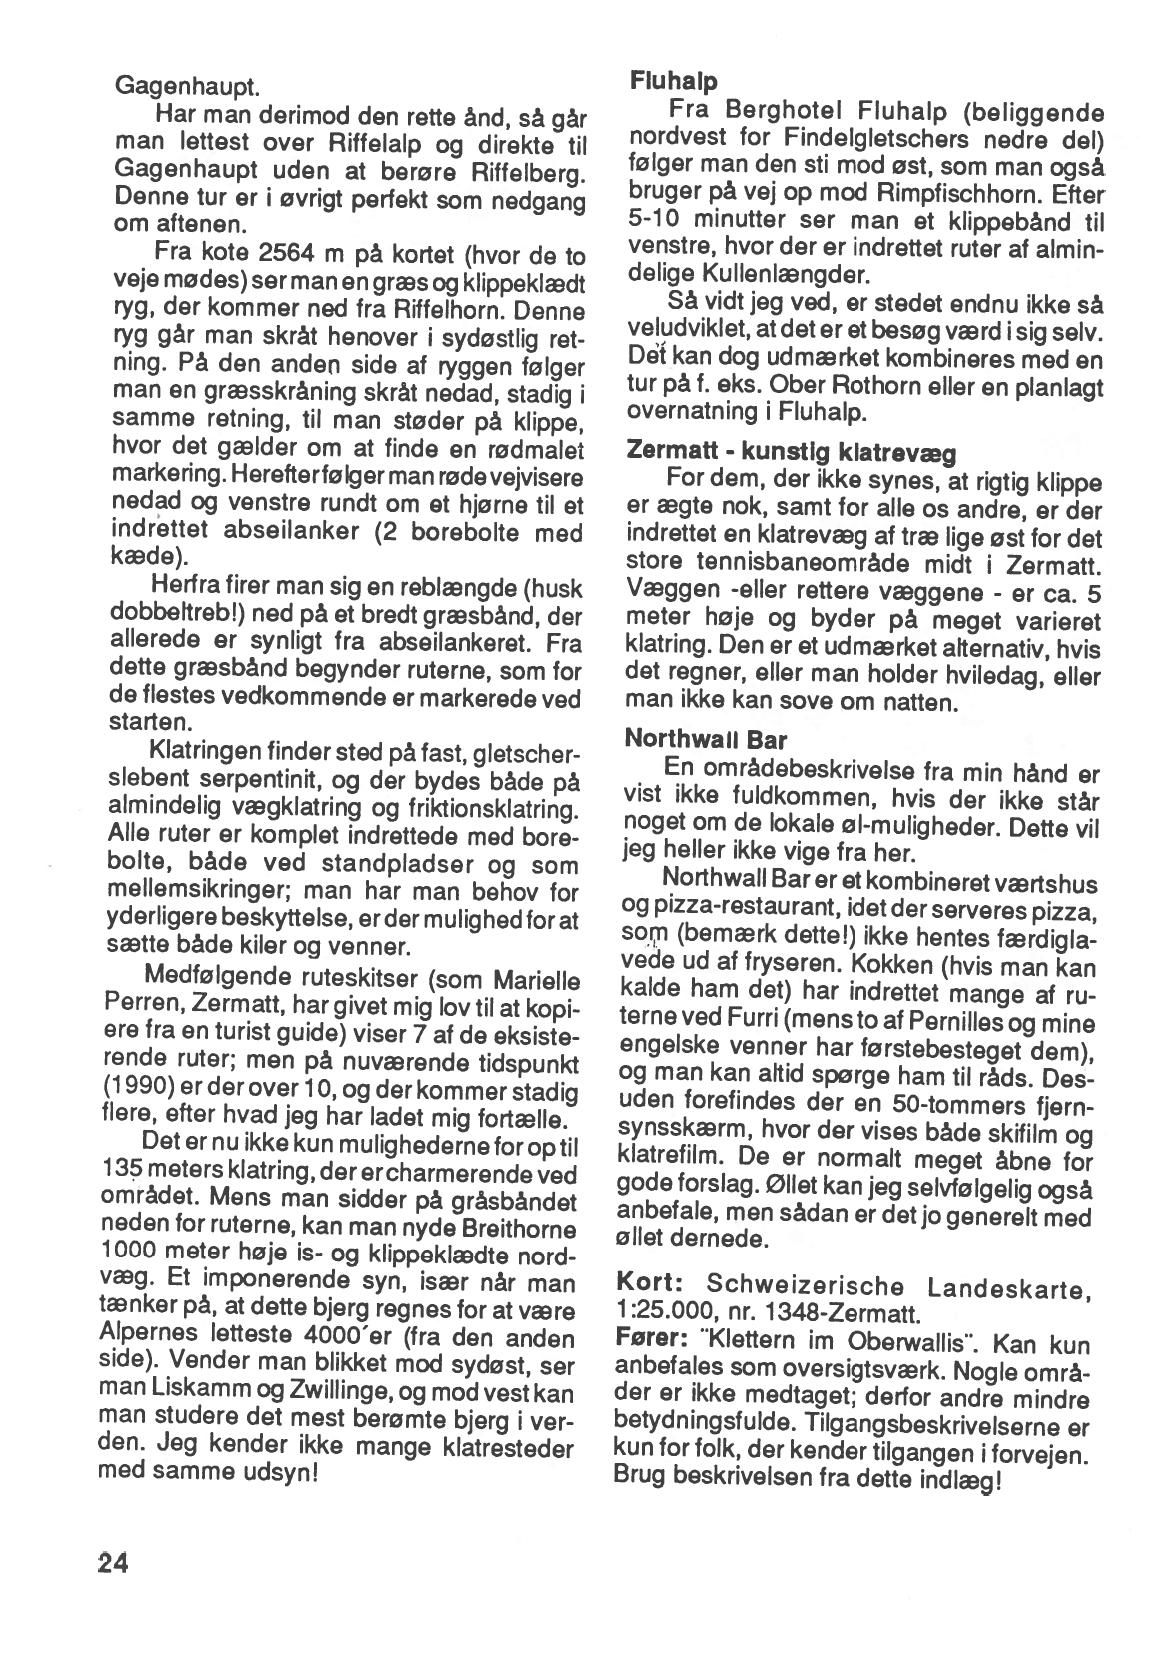 Gagenhaupt.
Har man derimod den rette ånd, så går
man lettest over Riffelalp og direkte til
Gagenhaupt uden at berøre Riffelberg.
Denne tur er i øvrigt perfekt som nedgang
om aftenen.
Fra kote 2564 m på kortet (hvor de to
veje mødes) ser man en græs og klippeklædt
ryg, der kommer ned fra Riffelhorn. Denne
ryg går man skråt henover i sydøstlig ret-
ning. På den anden side af ryggen følger
man en græsskråning skråt nedad, stadig i
samme retning, til man støder på klippe,
hvor det gælder om at finde en rødmalet
markering. Herefter følger man røde vejvisere
nedad og venstre rundt om et hjørne til et
indrettet abseilanker (2 borebolte med
kæde).
Herfra firer man sig en reblængde (husk
dobbeltreb!) ned på et bredt græsbånd, der
allerede er synligt fra abseilankeret. Fra
dette græsbånd begynder ruterne, som for
de flestes vedkommende er markerede ved
starten.
Klatringen finder sted på fast, gletscher-
slebent serpentinit, og der bydes både på
almindelig vægklatring og friktionsklatring.
Alle ruter er komplet indrettede med bore-
bolte, både ved standpladser og som
mellemsikringer; man har man behov for
yderligere beskyttelse, er der mulighed for at
sætte både kiler og venner.
Medfølgende ruteskitser (som Marielle
Perren, Zermatt, har givet mig lov til at kopi-
ere fra en turist guide) viser 7 af de eksiste-
rende ruter; men på nuværende tidspunkt
(1990) er der over 10, og der kommer stadig
flere, efter hvad jeg har ladet mig fortælle.
Det er nu ikke kun mulighederne for op til
135 meters klatring, der er charmerende ved
området. Mens man sidder på gråsbåndet
neden for ruterne, kan man nyde Breithorne
1000 meter høje is- og klippeklædte nord-
væg. Et imponerende syn, især når man
tænker på, at dette bjerg regnes for at være
Alpernes letteste 4000´er (fra den anden
side). Vender man blikket mod sydøst, ser
man Liskamm og Zwillinge, og mod vest kan
man studere det mest berømte bjerg i ver-
den. Jeg kender ikke mange klatresteder
med samme udsyn!
24
Fluhalp
Fra Berghotel Fluhalp (beliggende
nordvest for Findelgletschers nedre del)
følger man den sti mod øst, som man også
bruger på vej op mod Rimpfischhorn. Efter
5-10 minutter ser man et klippebånd til
venstre, hvor der er indrettet ruter af almin-
delige Kullenlængder.
Så vidt jeg ved, er stedet endnu ikke så
veludviklet, at det er et besøg værd i sig selv.
Det kan dog udmærket kombineres med en
tur på f. eks. Ober Rothorn eller en planlagt
overnatning i Fluhalp.
Zermatt - kunstig klatrevæg
For dem, der ikke synes, at rigtig klippe
er ægte nok, samt for alle os andre, er der
indrettet en klatrevæg af træ lige øst for det
store tennisbaneområde midt i Zermatt.
Væggen -eller rettere væggene - er ca. 5
meter høje og byder på meget varieret
klatring. Den er et udmærket alternativ, hvis
det regner, eller man holder hviledag, eller
man ikke kan sove om natten.
Northwall Bar
En områdebeskrivelse fra min hånd er
vist ikke fuldkommen, hvis der ikke står
noget om de lokale øl-muligheder. Dette vil
jeg heller ikke vige fra her.
Northwall Bar er et kombineret værtshus
og pizza-restaurant, idet der serveres pizza,
som (bemærk dette!) ikke hentes færdigla-
vede ud af fryseren. Kokken (hvis man kan
kalde ham det) har indrettet mange af ru-
terne ved Furri (mens to af Pernilles og mine
engelske venner har førstebesteget dem),
og man kan altid spørge ham til råds. Des-
uden forefindes der en 50-tommers fjern-
synsskærm, hvor der vises både skifilm og
klatrefilm. De er normalt meget åbne for
gode forslag. Øllet kan jeg selvfølgelig også
anbefale, men sådan er det jo generelt med
øllet dernede.
Kort: Schweizerische Landeskarte,
1:25.000, nr. 1348-Zermatt.
Fører: ¨Klettern im Oberwallis¨. Kan kun
anbefales som oversigtsværk. Nogle områ-
der er ikke medtaget; derfor andre mindre
betydningsfulde. Tilgangsbeskrivelserne er
kun for folk, der kender tilgangen i forvejen.
Brug beskrivelsen fra dette indlæg!